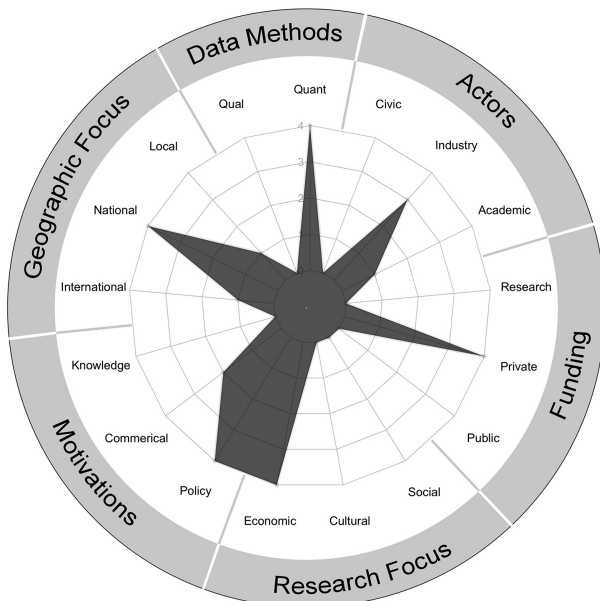 Data Methods
Actors
Funding
Research Focus
Motivations
Geographic Focus
Quant
Civic
Industry
Academic
Research
Private
Public
Social
Cultural
Economic
Policy
Commerical
Knowledge
International
National
Local
Qual
4
3
2
1
0